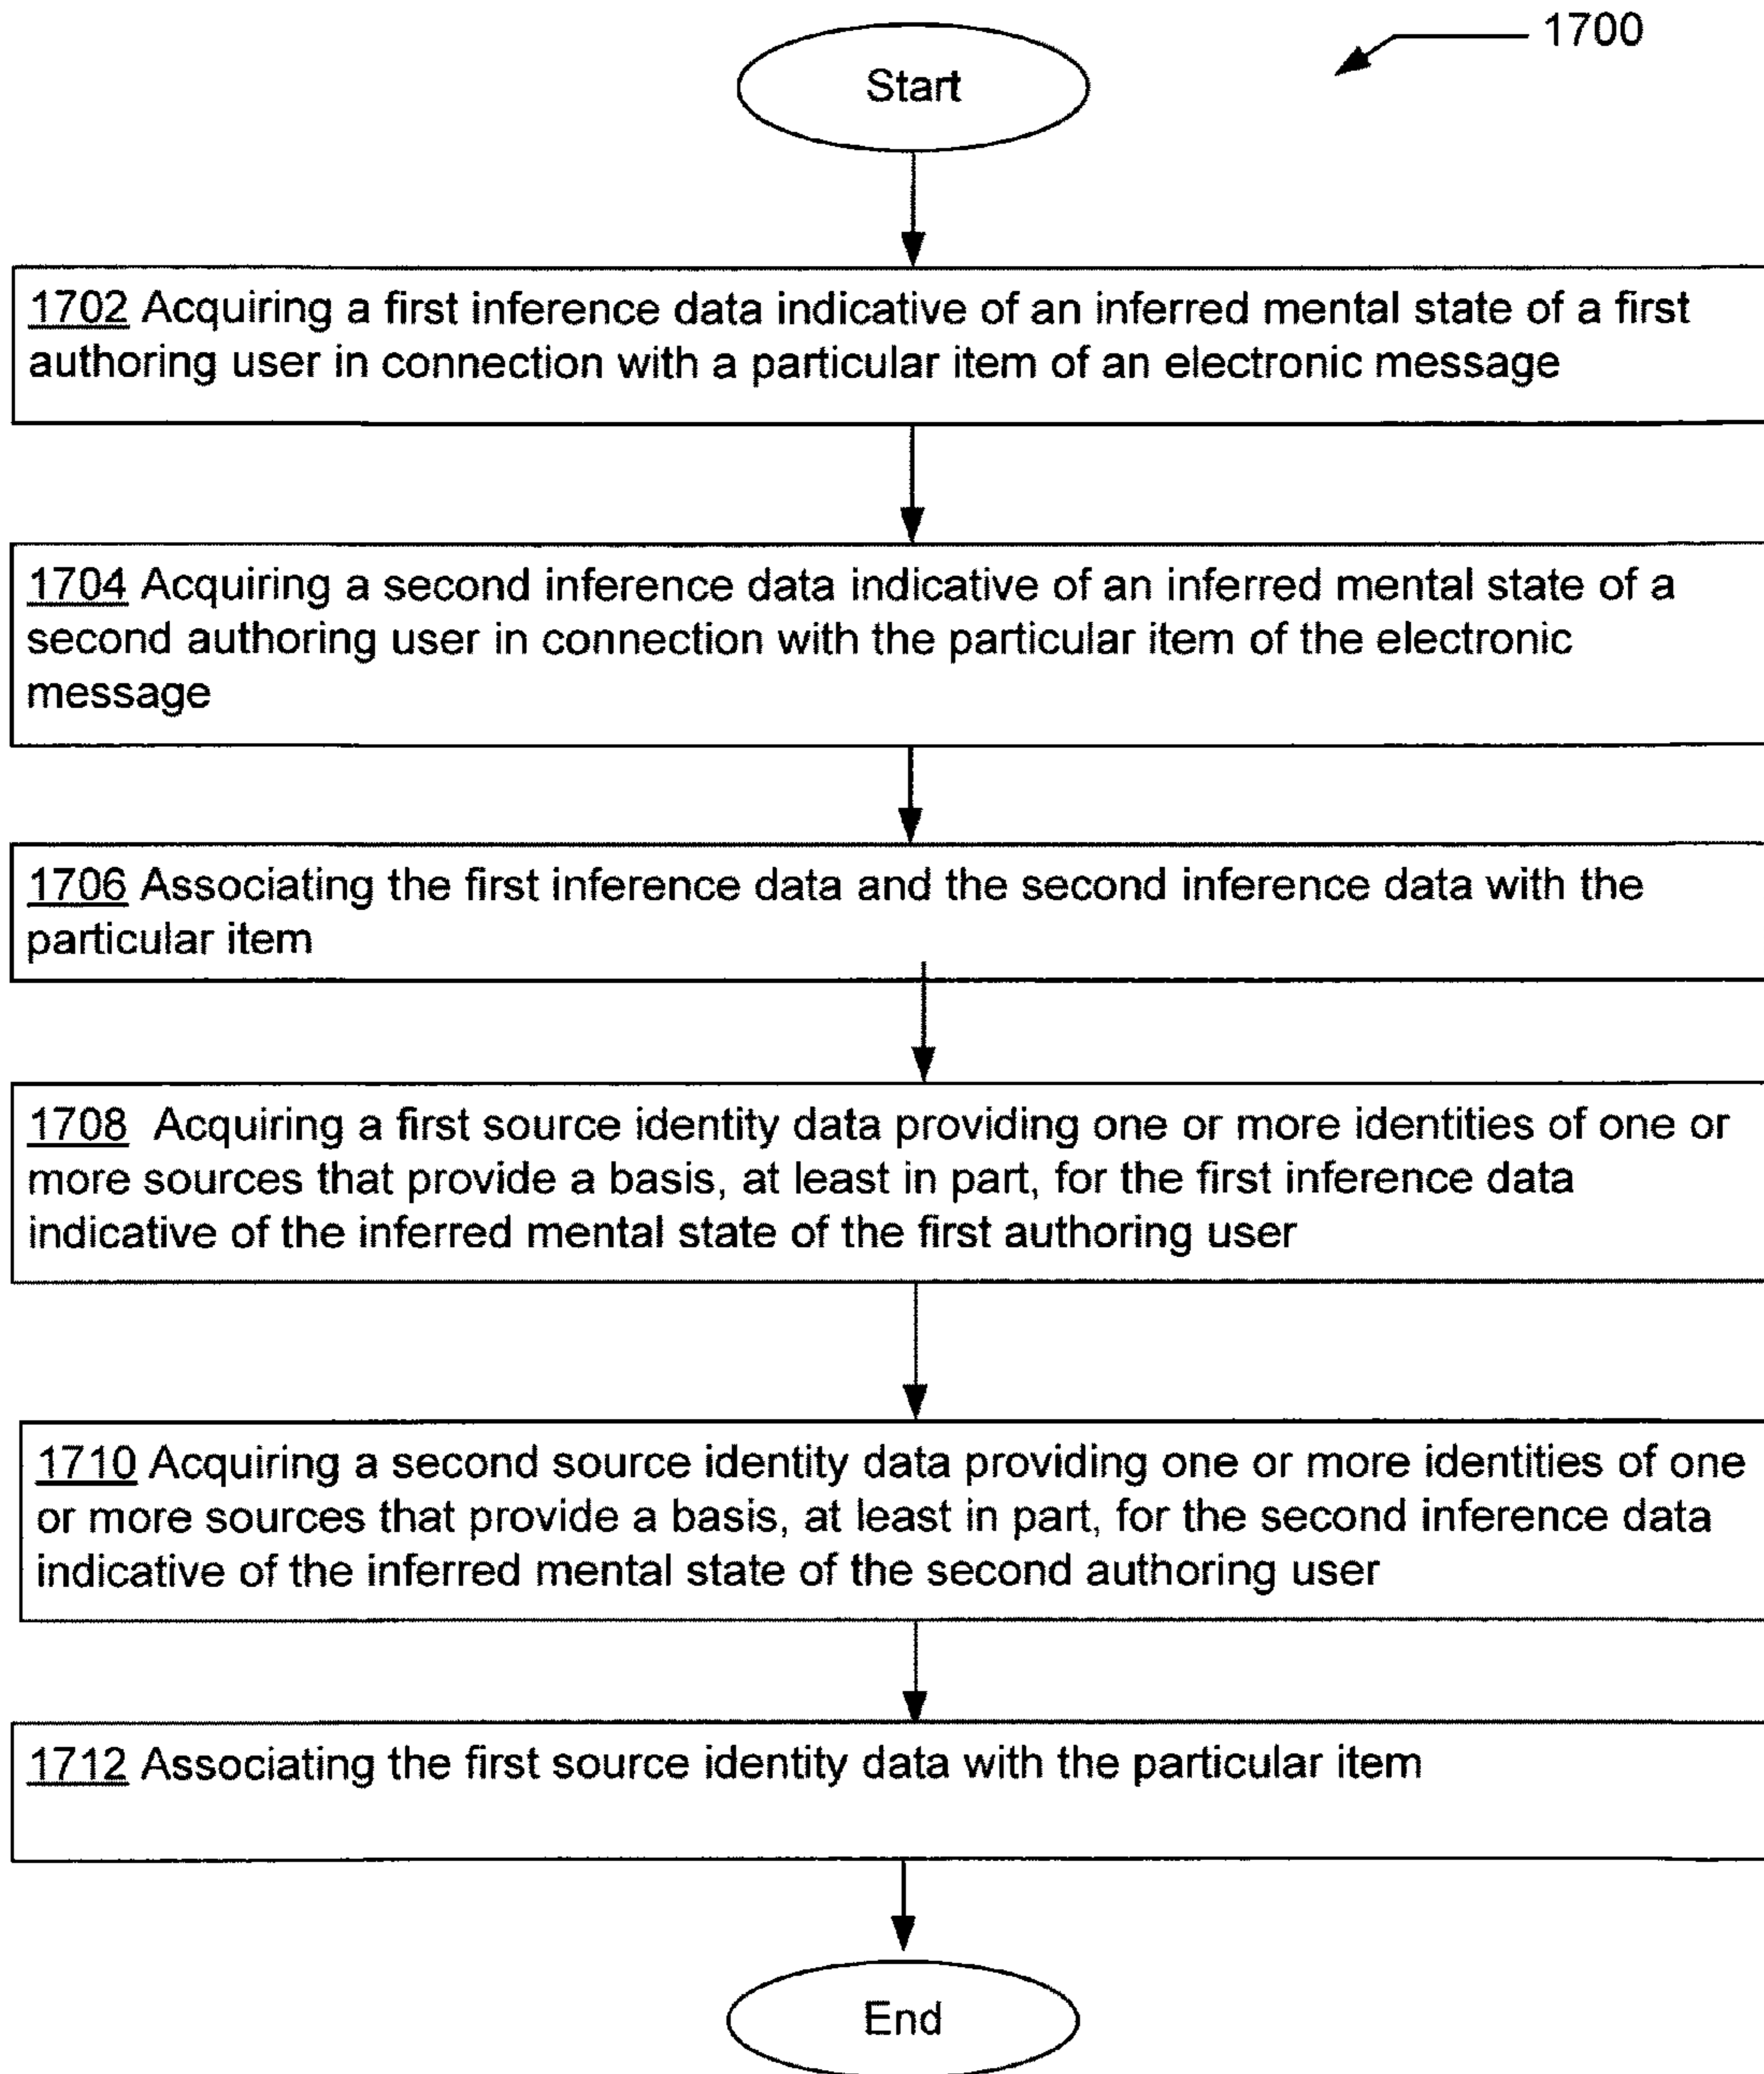 1700
Start
1702 Acquiring a first inference data indicative of an inferred mental state of a first
authoring user in connection with a particular item of an electronic message
1704 Acquiring a second inference data indicative of an inferred mental state of a
second authoring user in connection with the particular item of the electronic
message
1706 Associating the first inference data and the second inference data with the
particular item
1708 Acquiring a first source identity data providing one or more identities of one or
more sources that provide a basis, at least in part, for the first inference data
indicative of the inferred mental state of the first authoring user
1710 Acquiring a second source identity data providing one or more identities of one
or more sources that provide a basis, at least in part, for the second inference data
indicative of the inferred mental state of the second authoring user
1712 Associating the first source identity data with the particular item
End